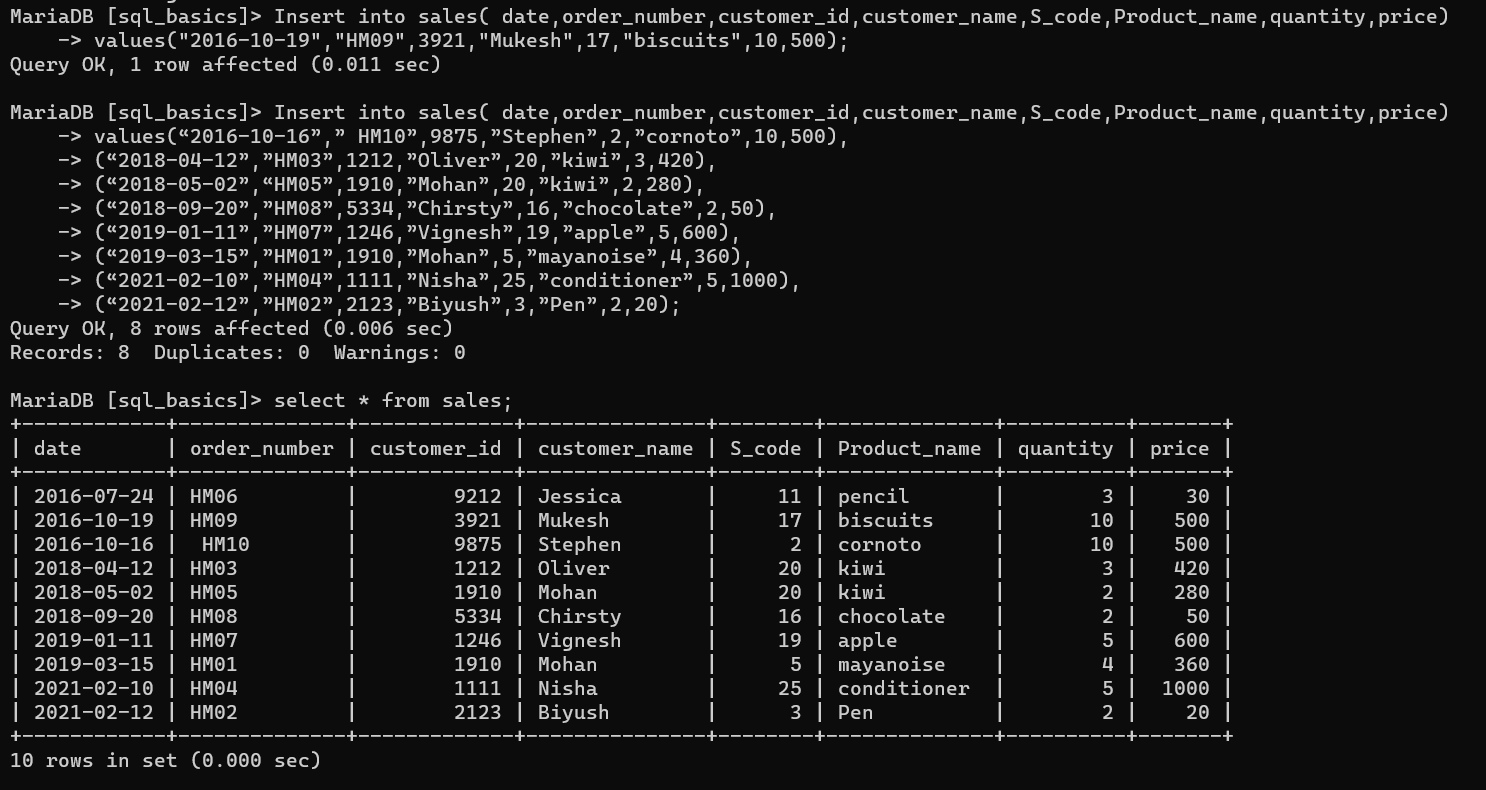 MariaDB [sql_basics]> Insert into sales( date,order_number,customer_id,customer_name,S_code,Product_name,quantity,price)
    -> values("2016-10-19","HM09",3921,"Mukesh",17,"biscuits",10,500);
Query OK, 1 row affected (0.011 sec)

MariaDB [sql_basics]> Insert into sales( date,order_number,customer_id,customer_name,S_code,Product_name,quantity,price)
    -> values(“2016-10-16”,” HM10”,9875,”Stephen”,2,”cornoto”,10,500),
    -> (“2018-04-12”,”HM03”,1212,”Oliver”,20,”kiwi”,3,420),
    -> (“2018-05-02”,“HM05”,1910,”Mohan”,20,”kiwi”,2,280),
    -> (“2018-09-20”,”HM08”,5334,”Chirsty”,16,”chocolate”,2,50),
    -> (“2019-01-11”,”HM07”,1246,”Vignesh”,19,”apple”,5,600),
    -> (“2019-03-15”,”HM01”,1910,”Mohan”,5,”mayanoise”,4,360),
    -> (“2021-02-10”,”HM04”,1111,”Nisha”,25,”conditioner”,5,1000),
    -> (“2021-02-12”,”HM02”,2123,”Biyush”,3,”Pen”,2,20);
Query OK, 8 rows affected (0.006 sec)
Records: 8  Duplicates: 0  Warnings: 0

MariaDB [sql_basics]> select * from sales;
+------------+--------------+-------------+---------------+--------+--------------+----------+-------+
| date       | order_number | customer_id | customer_name | S_code | Product_name | quantity | price |
+------------+--------------+-------------+---------------+--------+--------------+----------+-------+
| 2016-07-24 | HM06         |        9212 | Jessica       |     11 | pencil       |        3 |    30 |
| 2016-10-19 | HM09         |        3921 | Mukesh        |     17 | biscuits     |       10 |   500 |
| 2016-10-16 |  HM10        |        9875 | Stephen       |      2 | cornoto      |       10 |   500 |
| 2018-04-12 | HM03         |        1212 | Oliver        |     20 | kiwi         |        3 |   420 |
| 2018-05-02 | HM05         |        1910 | Mohan         |     20 | kiwi         |        2 |   280 |
| 2018-09-20 | HM08         |        5334 | Chirsty       |     16 | chocolate    |        2 |    50 |
| 2019-01-11 | HM07         |        1246 | Vignesh       |     19 | apple        |        5 |   600 |
| 2019-03-15 | HM01         |        1910 | Mohan         |      5 | mayanoise    |        4 |   360 |
| 2021-02-10 | HM04         |        1111 | Nisha         |     25 | conditioner  |        5 |  1000 |
| 2021-02-12 | HM02         |        2123 | Biyush        |      3 | Pen          |        2 |    20 |
+------------+--------------+-------------+---------------+--------+--------------+----------+-------+
10 rows in set (0.000 sec)